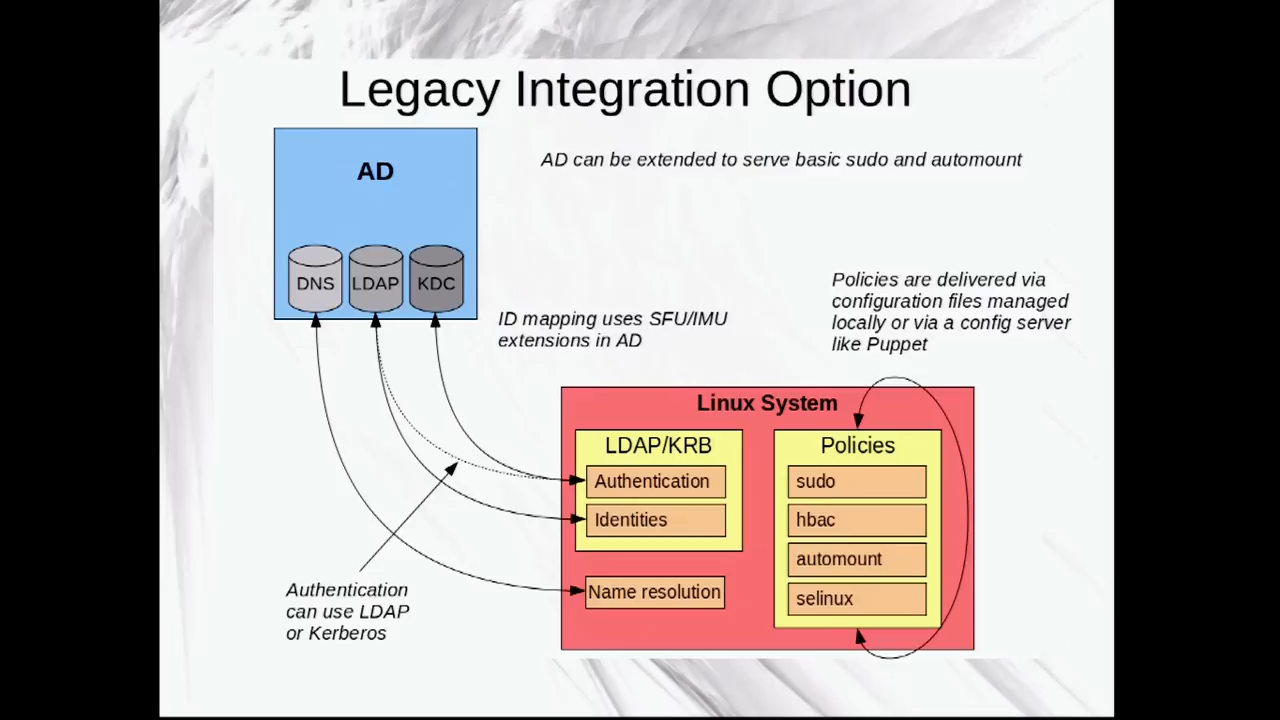 Legacy Integration Option
AD
AD can be extended to serve basic sudo and automount
DNS
LDAP
KDC
ID mapping uses SFU/IMU
extensions in AD
Policies are delivered via
configuration files managed
locally or via a config server
like Puppet
Linux System
LDAP/KRB
Authentication
Identities
Name resolution
Policies
sudo
hbac
automount
selinux
Authentication
can use LDAP
or Kerberos